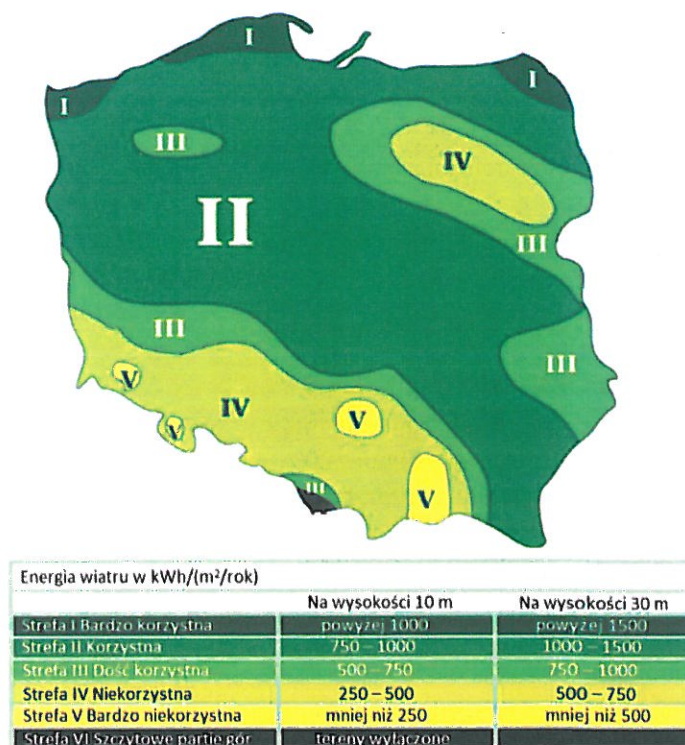 I
I
I
III
IV
II
III
III
III
V
IV
V
V
III
V
Energia wiatru w kWh/(m²/rok)
Na wysokości 10 m Na wysokości 30 m
Strefa I Bardzo korzystna powyżej 1000 powyżej 1500
Strefa II Korzystna 750 – 1000 1000 – 1500
Strefa III Dość korzystna 500 – 750 750 – 1000
Strefa IV Niekorzystna 250 – 500 500 – 750
Strefa V Bardzo niekorzystna mniej niż 250 mniej niż 500
Strefa VI Szczytowe partie gór tereny wyłączone